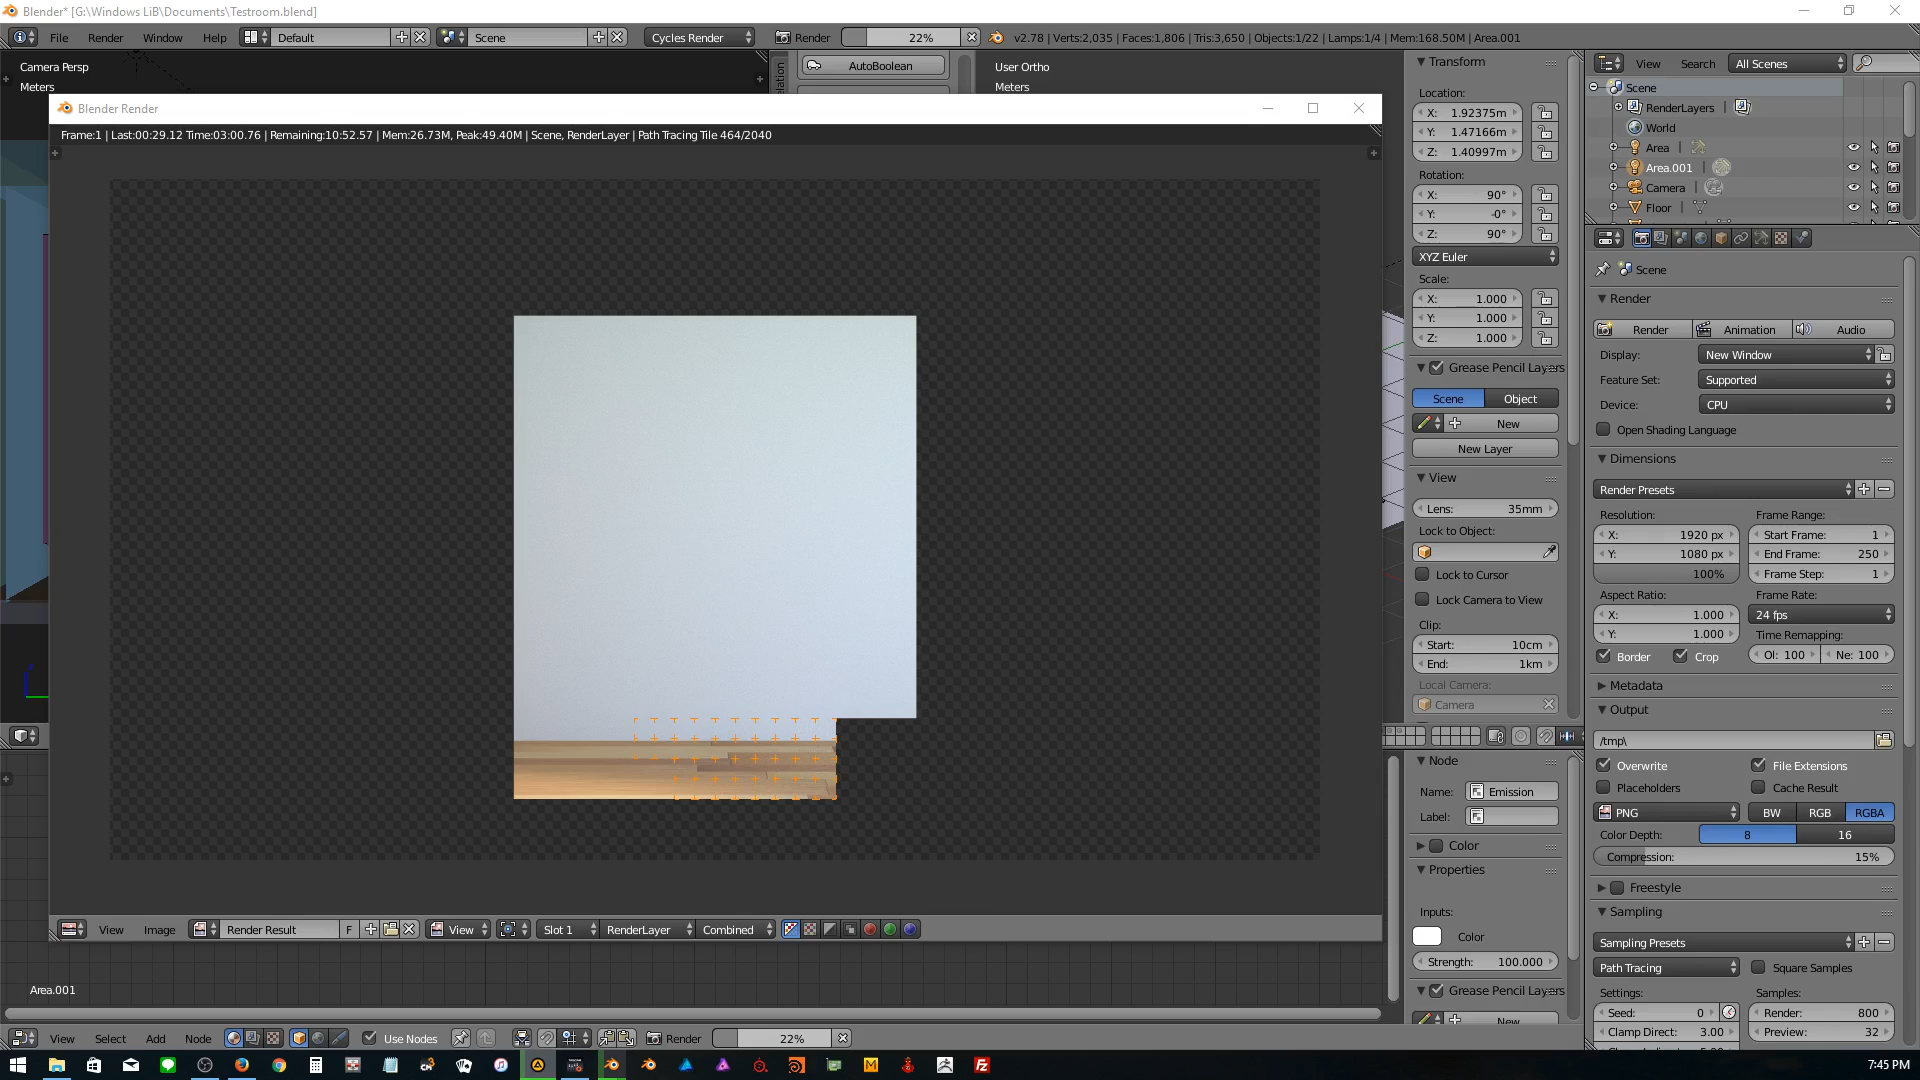 Blender* [G:\Windows LiB\Documents\Testroom.blend]
File Render Window Help Default Scene Cycles Render Render 22% v2.78 | Verts:2,035 | Faces:1,806 | Tris:3,650 | Objects:1/22 | Lamps:1/4 | Mem:168.50M | Area.001
Camera Persp
Meters
AutoBoolean
User Ortho
Meters
Blender Render
Frame:1 | Last:00:29.12 Time:03:00.76 | Remaining:10:52.57 | Mem:26.73M, Peak:49.40M | Scene, RenderLayer | Path Tracing Tile 464/2040
View Image Render Result F View Slot 1 RenderLayer Combined
Area.001
View Select Add Node Use Nodes Render 22%
Transform
Location:
X: 1.92375m
Y: 1.47166m
Z: 1.40997m
Rotation:
X: 90°
Y: -0°
Z: 90°
XYZ Euler
Scale:
X: 1.000
Y: 1.000
Z: 1.000
Grease Pencil Layers
Scene Object
New
New Layer
View
Lens: 35mm
Lock to Object:
Lock to Cursor
Lock Camera to View
Clip:
Start: 10cm
End: 1km
Local Camera:
Camera
Node
Name: Emission
Label:
Color
Properties
Inputs:
Color
Strength: 100.000
Grease Pencil Layers
New
View Search All Scenes
Scene
RenderLayers |
World
Area |
Area.001 |
Camera |
Floor |
Scene
Render
Render Animation Audio
Display: New Window
Feature Set: Supported
Device: CPU
Open Shading Language
Dimensions
Render Presets
Resolution: Frame Range:
X: 1920 px Start Frame: 1
Y: 1080 px End Frame: 250
100% Frame Step: 1
Aspect Ratio: Frame Rate:
X: 1.000 24 fps
Y: 1.000 Time Remapping:
Border Crop Ol: 100 Ne: 100
Metadata
Output
/tmp\
Overwrite File Extensions
Placeholders Cache Result
PNG BW RGB RGBA
Color Depth: 8 16
Compression: 15%
Freestyle
Sampling
Sampling Presets
Path Tracing Square Samples
Settings: Samples:
Seed: 0 Render: 800
Clamp Direct: 3.00 Preview: 32
7:45 PM